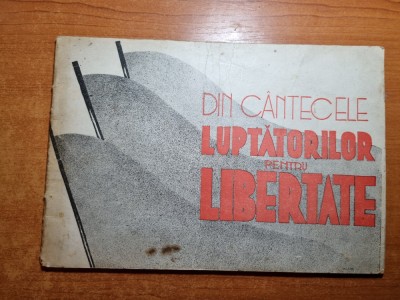 DIN CÂNTECELE
LUPTĂTORILOR
PENTRU
LIBERTATE